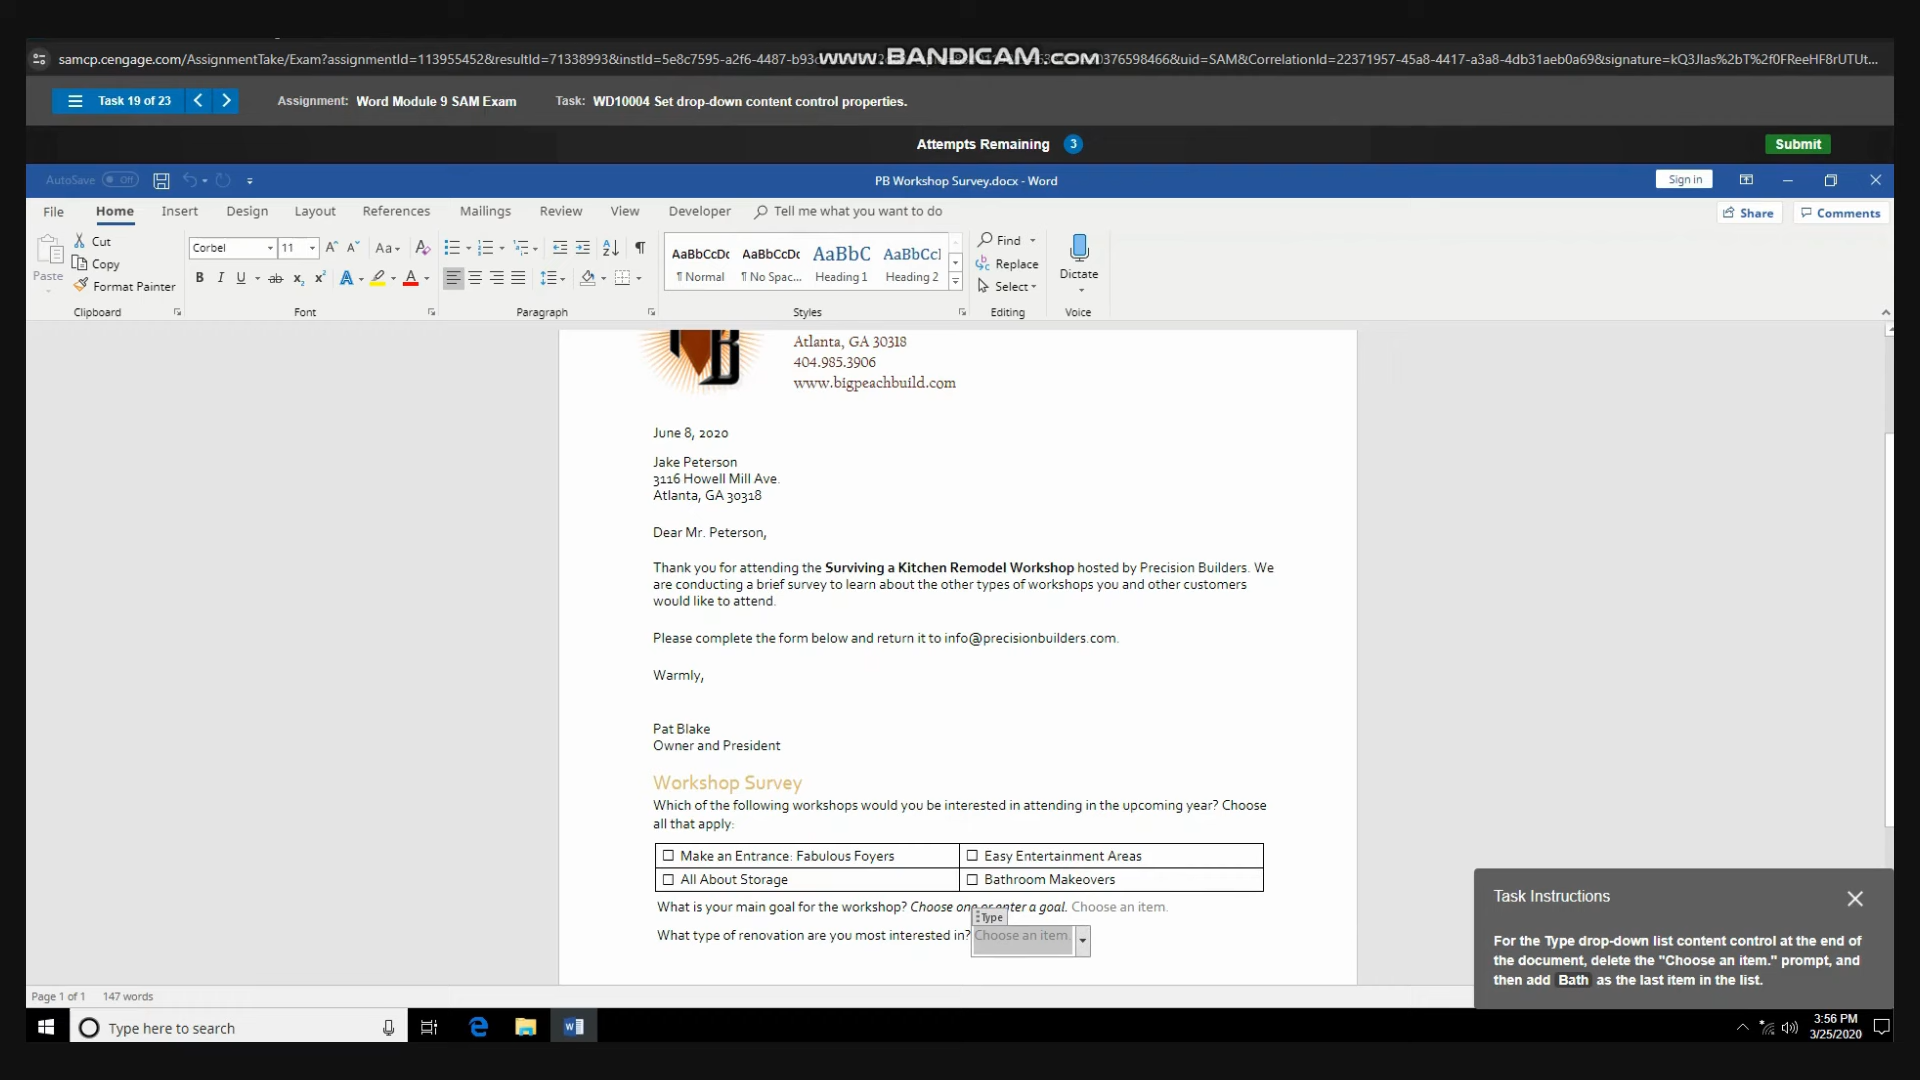 samcp.cengage.com/AssignmentTake/Exam?assignmentId=113955452&resultId=71338993&instId=5e8c7595-a2f6-4487-b93
www.BANDICAM.com
0376598466&uid=SAM&CorrelationId=22371957-45a8-4417-a3a8-4db31aeb0a69&signature=kQ3JIas%2bT%2f0FReeHF8rUTUt...
Task 19 of 23
Assignment: Word Module 9 SAM Exam
Task: WD10004 Set drop-down content control properties.
Attempts Remaining 3
Submit
AutoSave Off
PB Workshop Survey.docx - Word
Sign in
File Home Insert Design Layout References Mailings Review View Developer Tell me what you want to do
Share Comments
Paste
Cut
Copy
Format Painter
Clipboard
Corbel 11
Font
Paragraph
AaBbCcDc AaBbCcDc AaBbC AaBbCcI
¶ Normal ¶ No Spac... Heading 1 Heading 2
Styles
Find
Replace
Select
Editing
Dictate
Voice
B
Atlanta, GA 30318
404.985.3906
www.bigpeachbuild.com
June 8, 2020
Jake Peterson
3116 Howell Mill Ave.
Atlanta, GA 30318
Dear Mr. Peterson,
Thank you for attending the Surviving a Kitchen Remodel Workshop hosted by Precision Builders. We
are conducting a brief survey to learn about the other types of workshops you and other customers
would like to attend.
Please complete the form below and return it to info@precisionbuilders.com.
Warmly,
Pat Blake
Owner and President
Workshop Survey
Which of the following workshops would you be interested in attending in the upcoming year? Choose
all that apply:
☐ Make an Entrance: Fabulous Foyers ☐ Easy Entertainment Areas
☐ All About Storage ☐ Bathroom Makeovers
What is your main goal for the workshop? Choose one or enter a goal. Choose an item.
Type
What type of renovation are you most interested in? Choose an item.
Task Instructions
For the Type drop-down list content control at the end of
the document, delete the "Choose an item." prompt, and
then add Bath as the last item in the list.
Page 1 of 1 147 words
Type here to search
3:56 PM
3/25/2020